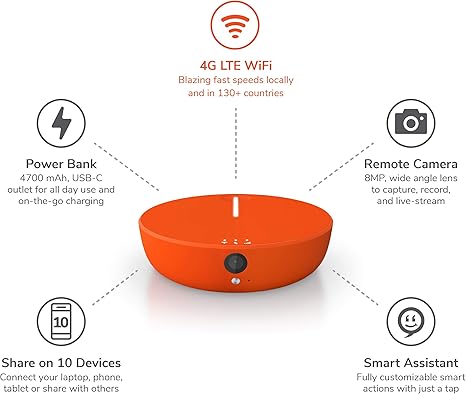 4G LTE WiFi
Blazing fast speeds locally
and in 130+ countries
Power Bank
4700 mAh, USB-C
outlet for all day use and
on-the-go charging
Remote Camera
8MP, wide angle lens
to capture, record,
and live-stream
10
Share on 10 Devices
Connect your laptop, phone,
tablet or share with others
Smart Assistant
Fully customizable smart
actions with just a tap